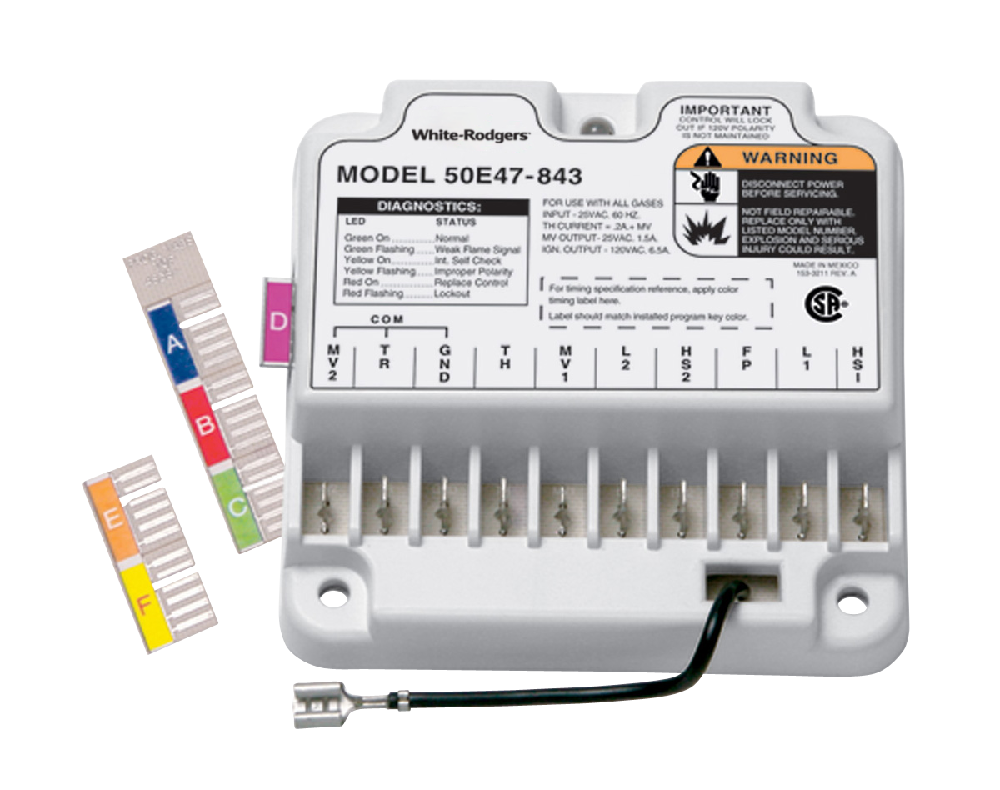 White-Rodgers
MODEL 50E47-843
DIAGNOSTICS:
LED STATUS
Green On..............Normal
Green Flashing......Weak Flame Signal
Yellow On.............Int. Self Check
Yellow Flashing.....Improper Polarity
Red On................Replace Control
Red Flashing.........Lockout
FOR USE WITH ALL GASES
INPUT - 25VAC. 60 HZ.
TH CURRENT = .2A.+ MV
MV OUTPUT- 25VAC. 1.5A.
IGN. OUTPUT - 120VAC. 6.5A.
IMPORTANT
CONTROL WILL LOCK
OUT IF 120V POLARITY
IS NOT MAINTAINED
WARNING
DISCONNECT POWER
BEFORE SERVICING.
NOT FIELD REPAIRABLE.
REPLACE ONLY WITH
LISTED MODEL NUMBER.
EXPLOSION AND SERIOUS
INJURY COULD RESULT.
MADE IN MEXICO
153-3211 REV. A
For timing specification reference, apply color
timing label here.
Label should match installed program key color.
CSA®
COM
MV2 TR GND TH MV1 L2 HS2 FP L1 HSI
D
A
B
C
E
F